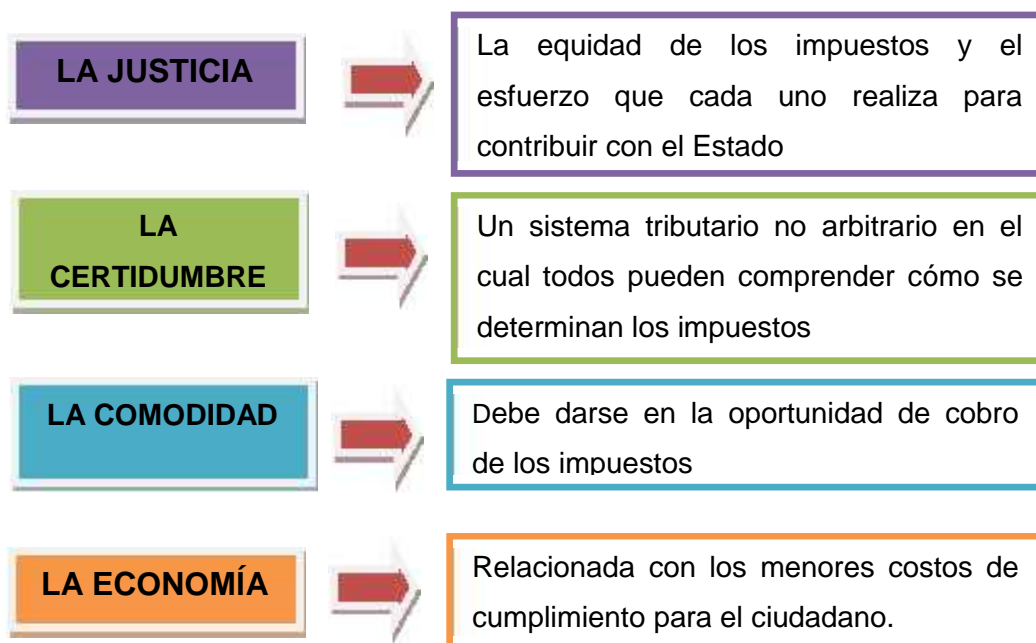 LA JUSTICIA
La equidad de los impuestos y el
esfuerzo que cada uno realiza para
contribuir con el Estado
LA
CERTIDUMBRE
Un sistema tributario no arbitrario en el
cual todos pueden comprender cómo se
determinan los impuestos
LA COMODIDAD
Debe darse en la oportunidad de cobro
de los impuestos
LA ECONOMÍA
Relacionada con los menores costos de
cumplimiento para el ciudadano.